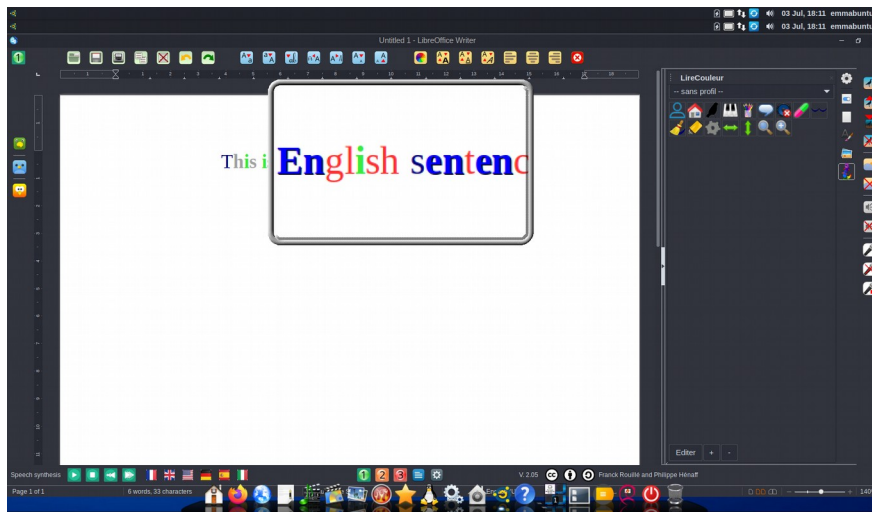 03 Jul, 18:11 emmabuntu
03 Jul, 18:11 emmabuntu
Untitled 1 - LibreOffice Writer
LireCouleur
-- sans profil --
This i
English sentenc
Editer + -
Speech synthesis
V. 2.05
Franck Rouillé and Philippe Hénaff
Page 1 of 1
6 words, 33 characters
140%